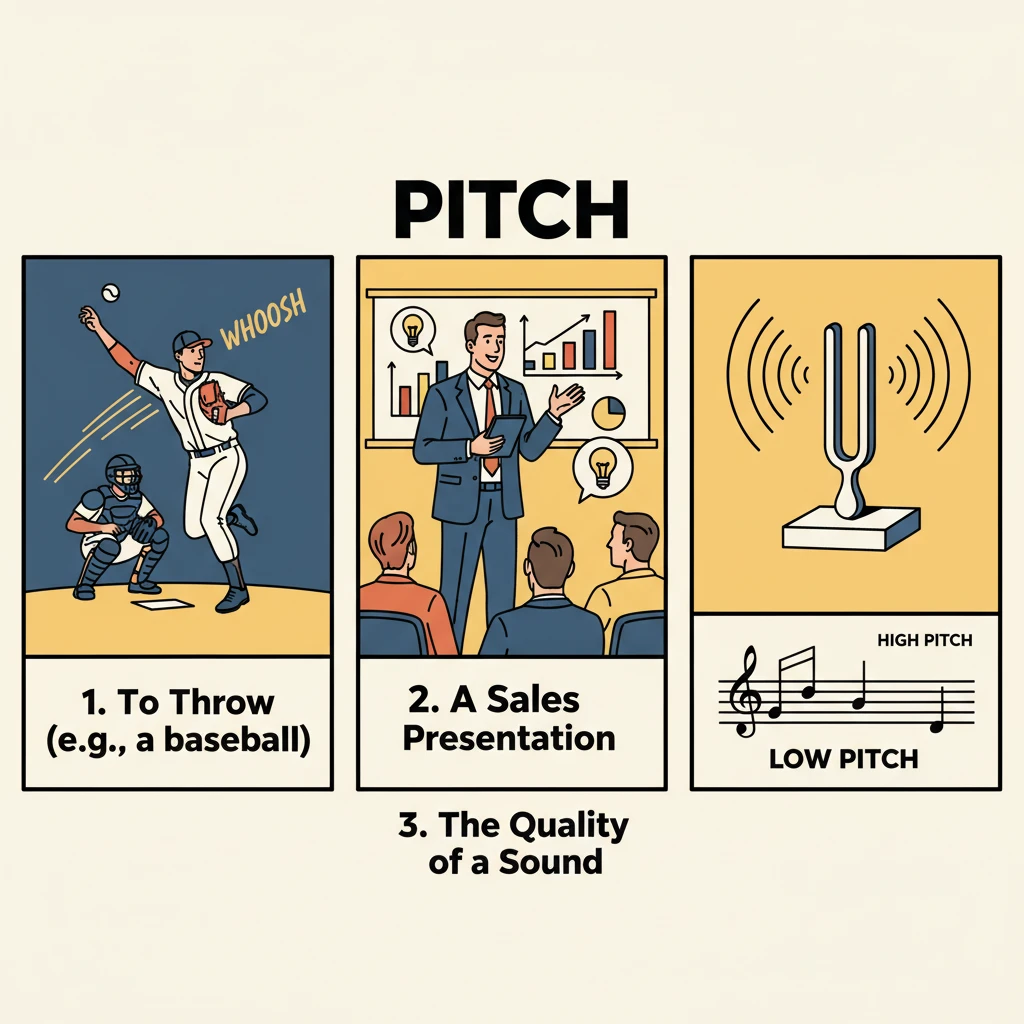 PITCH
WHOOSH
1. To Throw
(e.g., a baseball)
2. A Sales
Presentation
HIGH PITCH
LOW PITCH
3. The Quality
of a Sound